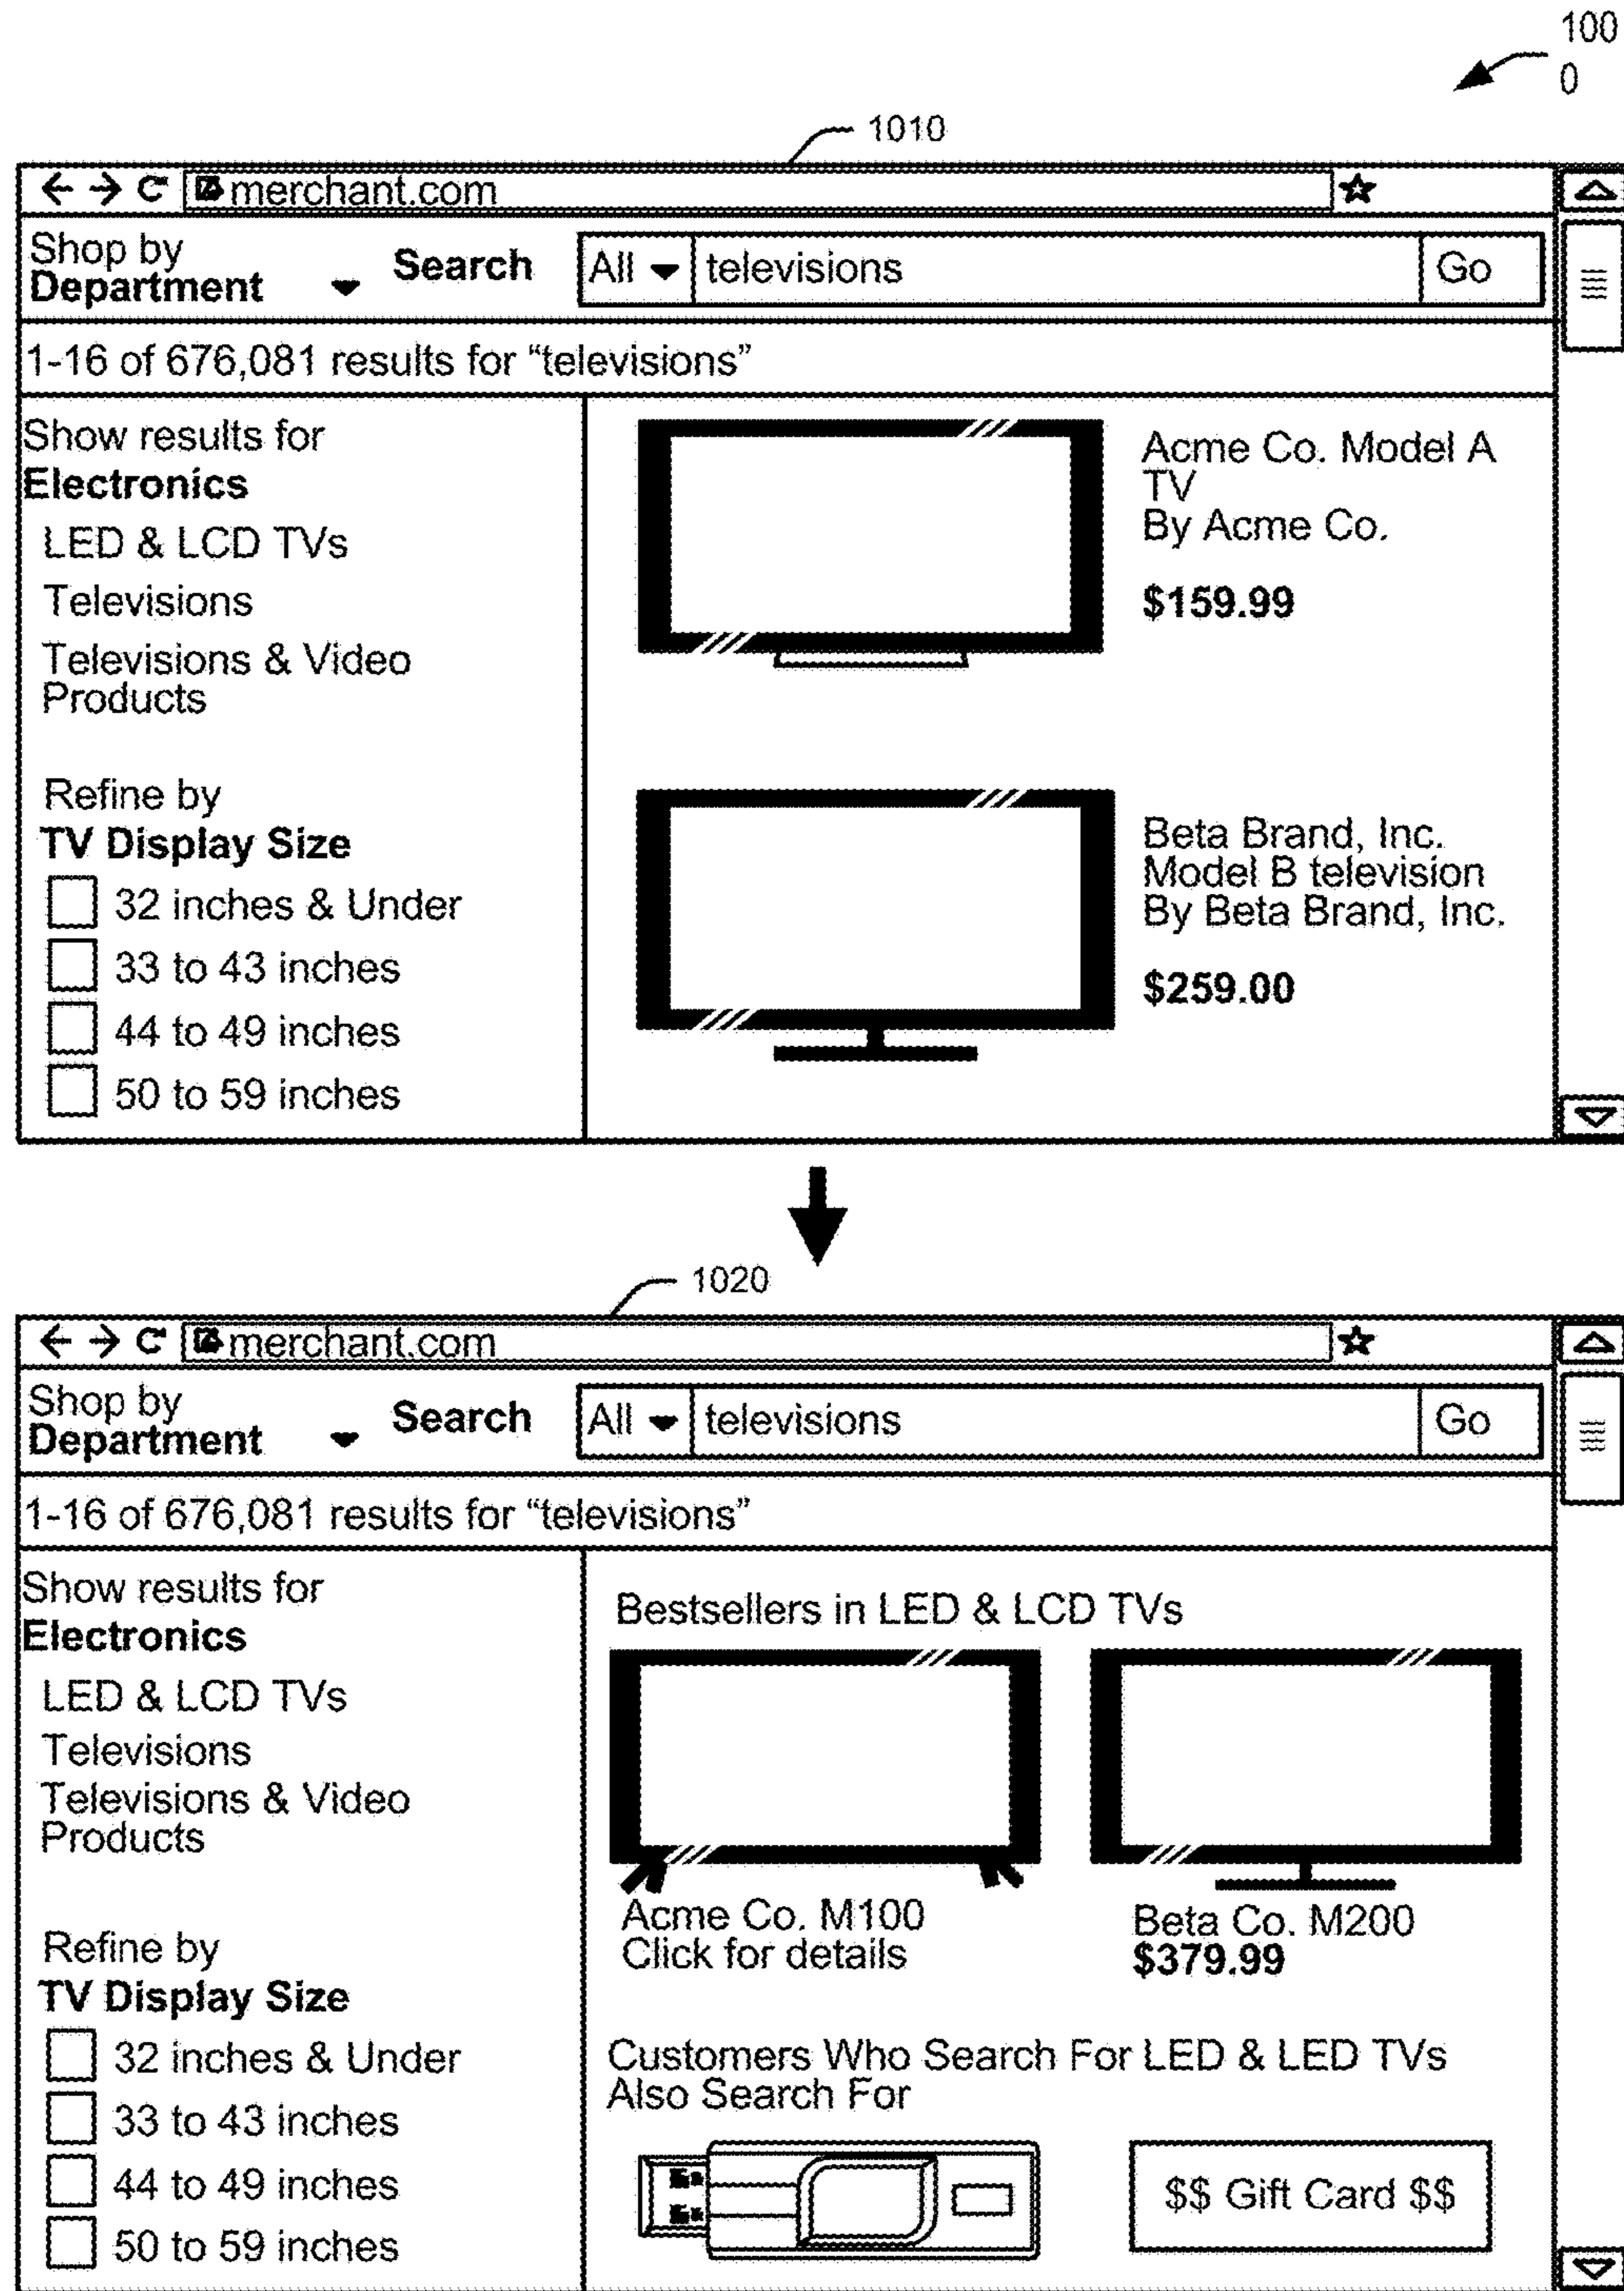 100
0
1010
merchant.com
Shop by
Department
Search
All
televisions
Go
1-16 of 676,081 results for “televisions”
Show results for
Electronics
LED & LCD TVs
Televisions
Televisions & Video
Products
Refine by
TV Display Size
32 inches & Under
33 to 43 inches
44 to 49 inches
50 to 59 inches
Acme Co. Model A
TV
By Acme Co.
$159.99
Beta Brand, Inc.
Model B television
By Beta Brand, Inc.
$259.00
1020
merchant.com
Shop by
Department
Search
All
televisions
Go
1-16 of 676,081 results for “televisions”
Show results for
Electronics
LED & LCD TVs
Televisions
Televisions & Video
Products
Refine by
TV Display Size
32 inches & Under
33 to 43 inches
44 to 49 inches
50 to 59 inches
Bestsellers in LED & LCD TVs
Acme Co. M100
Click for details
Beta Co. M200
$379.99
Customers Who Search For LED & LED TVs
Also Search For
$$ Gift Card $$